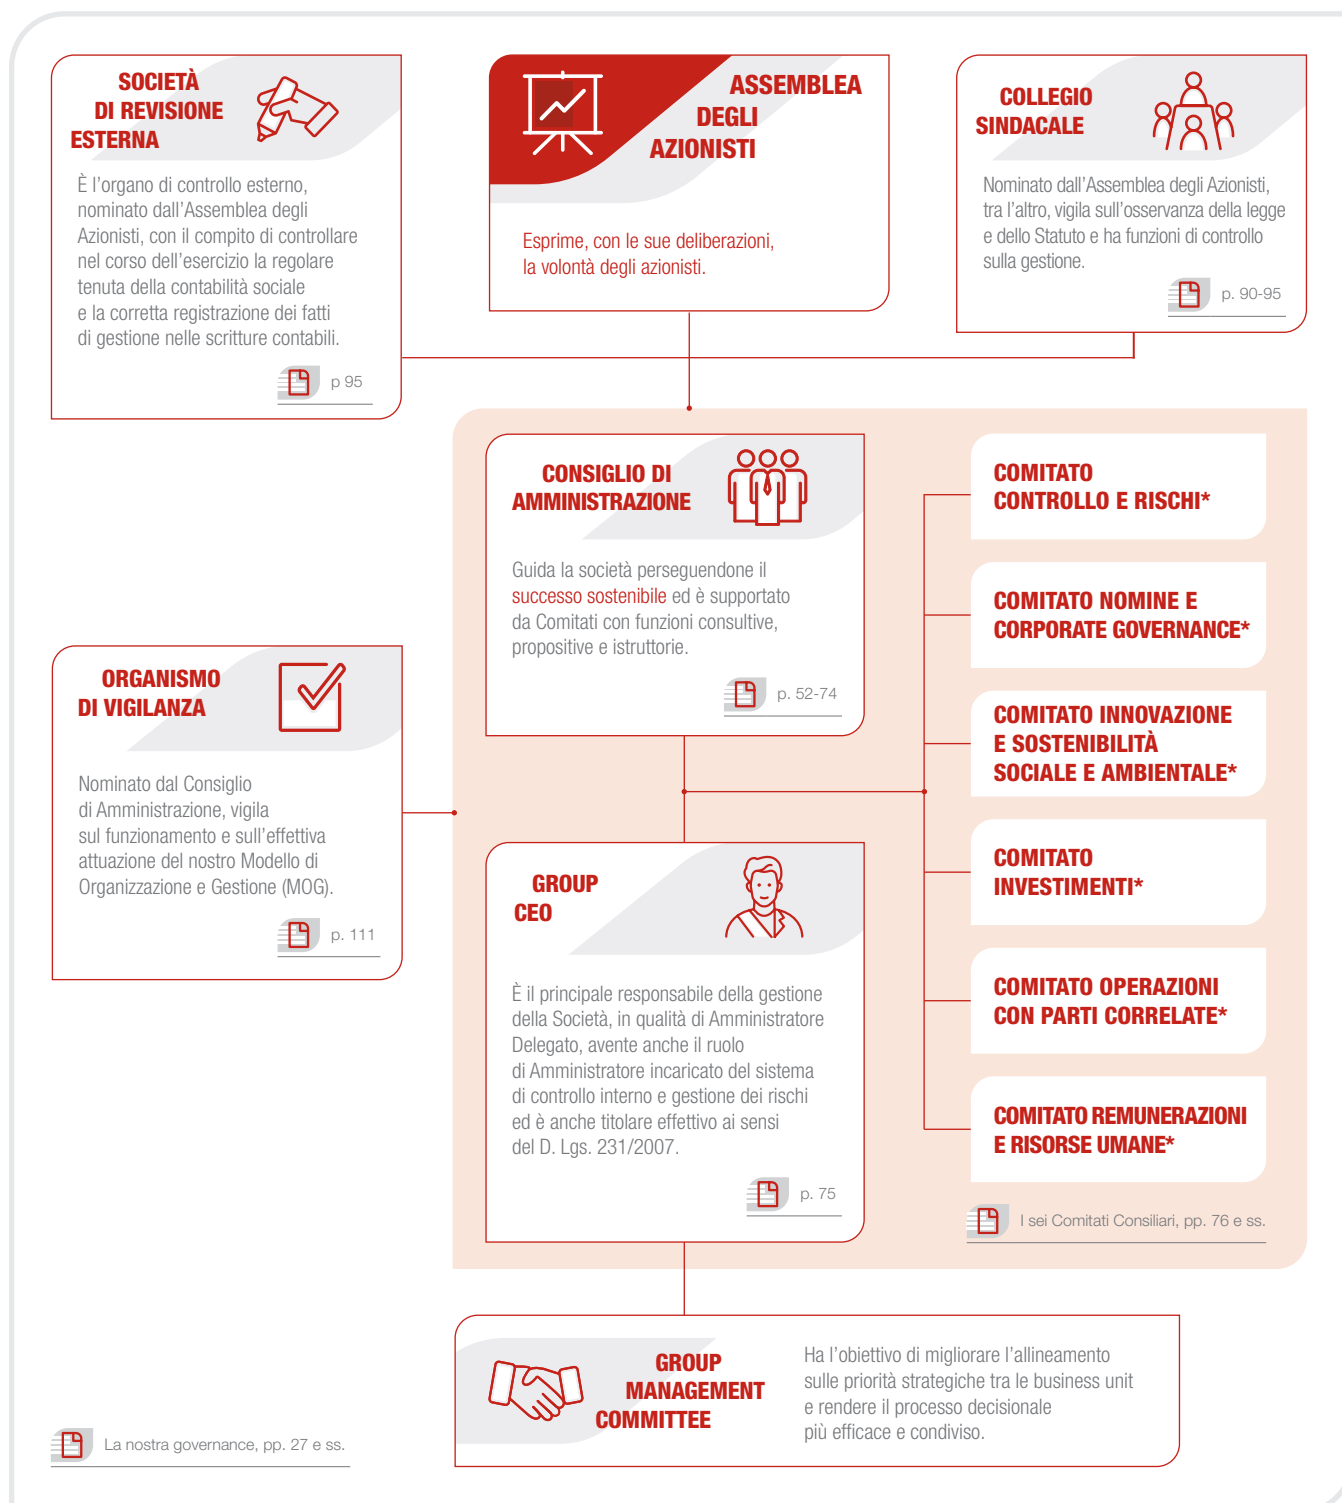 SOCIETÀ
DI REVISIONE
ESTERNA
È l'organo di controllo esterno,
nominato dall'Assemblea degli
Azionisti, con il compito di controllare
nel corso dell'esercizio la regolare
tenuta della contabilità sociale
e la corretta registrazione dei fatti
di gestione nelle scritture contabili.
p 95
ASSEMBLEA
DEGLI
AZIONISTI
Esprime, con le sue deliberazioni,
la volontà degli azionisti.
COLLEGIO
SINDACALE
Nominato dall'Assemblea degli Azionisti,
tra l'altro, vigila sull'osservanza della legge
e dello Statuto e ha funzioni di controllo
sulla gestione.
p. 90-95
CONSIGLIO DI
AMMINISTRAZIONE
Guida la società perseguendone il
successo sostenibile ed è supportato
da Comitati con funzioni consultive,
propositive e istruttorie.
p. 52-74
ORGANISMO
DI VIGILANZA
Nominato dal Consiglio
di Amministrazione, vigila
sul funzionamento e sull'effettiva
attuazione del nostro Modello di
Organizzazione e Gestione (MOG).
p. 111
GROUP
CEO
È il principale responsabile della gestione
della Società, in qualità di Amministratore
Delegato, avente anche il ruolo
di Amministratore incaricato del sistema
di controllo interno e gestione dei rischi
ed è anche titolare effettivo ai sensi
del D. Lgs. 231/2007.
p. 75
COMITATO
CONTROLLO E RISCHI*
COMITATO NOMINE E
CORPORATE GOVERNANCE*
COMITATO INNOVAZIONE
E SOSTENIBILITÀ
SOCIALE E AMBIENTALE*
COMITATO
INVESTIMENTI*
COMITATO OPERAZIONI
CON PARTI CORRELATE*
COMITATO REMUNERAZIONI
E RISORSE UMANE*
I sei Comitati Consiliari, pp. 76 e ss.
GROUP
MANAGEMENT
COMMITTEE
Ha l'obiettivo di migliorare l'allineamento
sulle priorità strategiche tra le business unit
e rendere il processo decisionale
più efficace e condiviso.
La nostra governance, pp. 27 e ss.